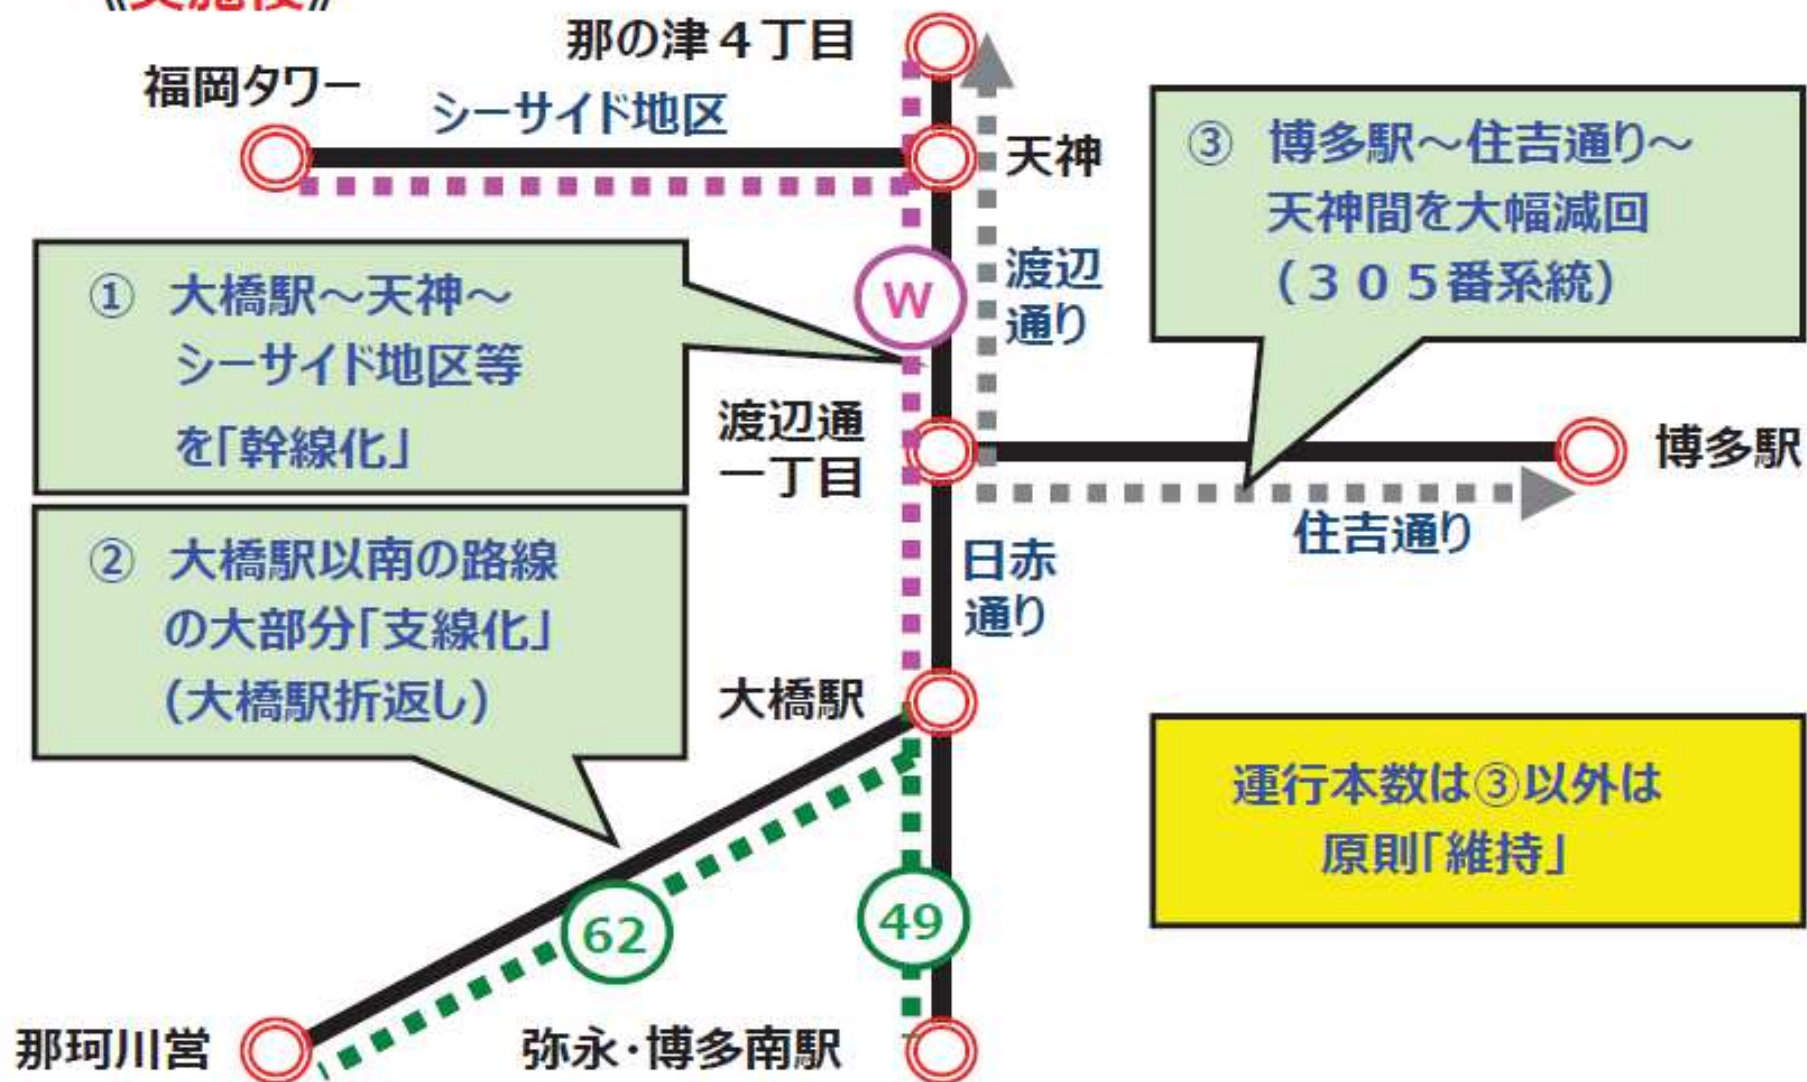 《実施後》
那の津４丁目
福岡タワー
シーサイド地区
天神
③ 博多駅～住吉通り～
天神間を大幅減回
（３０５番系統）
① 大橋駅～天神～
シーサイド地区等
を「幹線化」
W
渡辺
通り
渡辺通
一丁目
博多駅
住吉通り
② 大橋駅以南の路線
の大部分「支線化」
(大橋駅折返し)
日赤
通り
大橋駅
運行本数は③以外は
原則「維持」
62
49
那珂川営
弥永・博多南駅